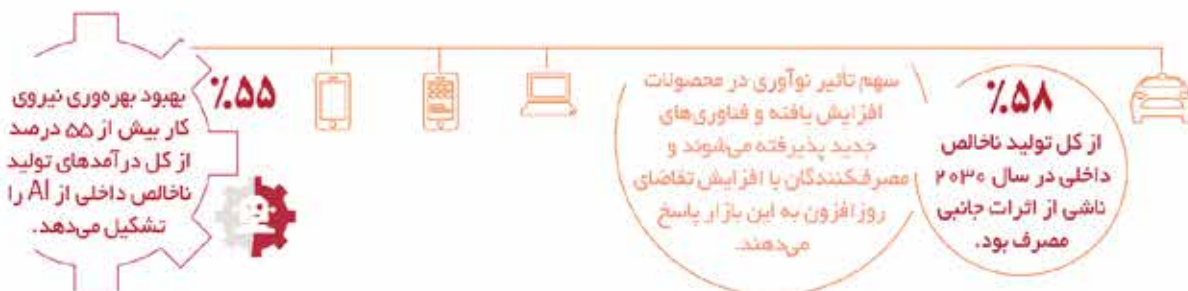 ٪۵۸
از کل تولید ناخالص
داخلی در سال ۲۰۳۰
ناشی از اثرات جانبی
مصرف بود.
سهم تأثیر نوآوری در محصولات
افزایش یافته و فناوری‌های
جدید پذیرفته می‌شوند و
مصرف‌کنندگان با افزایش تقاضای
روزافزون به این بازار پاسخ
می‌دهند.
٪۵۵
بهبود بهره‌وری نیروی
کار بیش از ۵۵ درصد
از کل درآمدهای تولید
ناخالص داخلی از AI را
تشکیل می‌دهد.